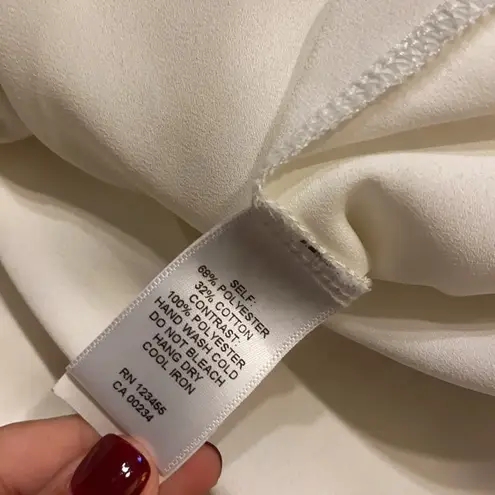 SELF:
68% POLYESTER
32% COTTON
CONTRAST:
100% POLYESTER
HAND WASH COLD
DO NOT BLEACH
HANG DRY
COOL IRON
RN 123455
CA 00234